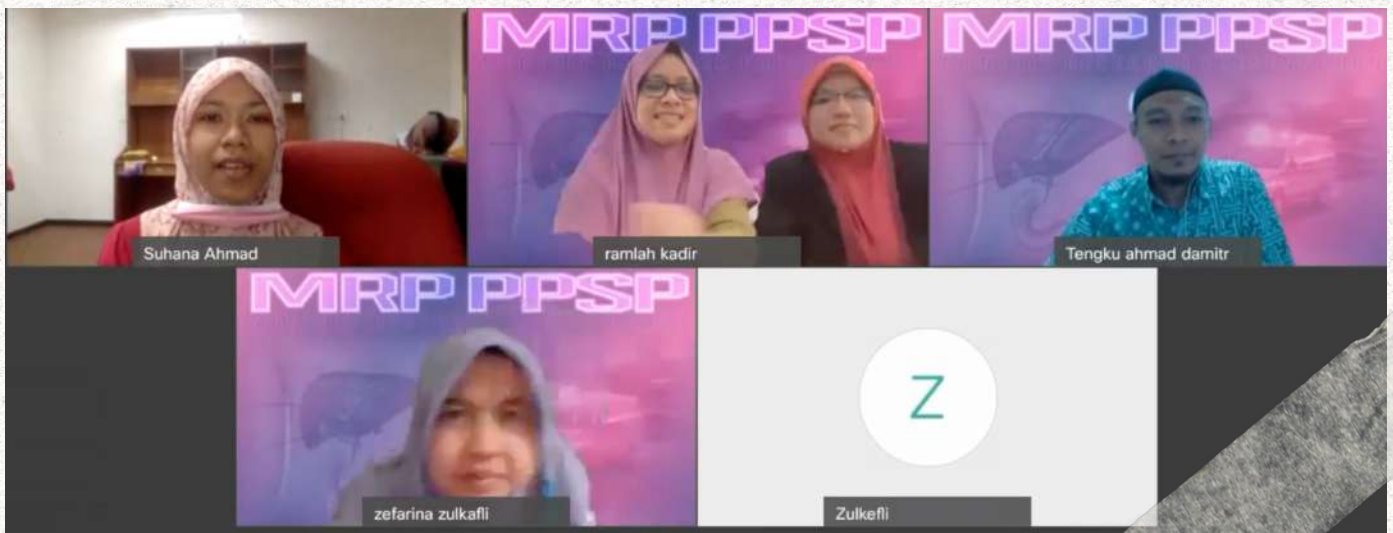 MRP PPSP
MRP PPSP
Suhana Ahmad
ramlah kadir
Tengku ahmad damitr
MRP PPSP
Z
zefarina zulkafli
Zulkefli